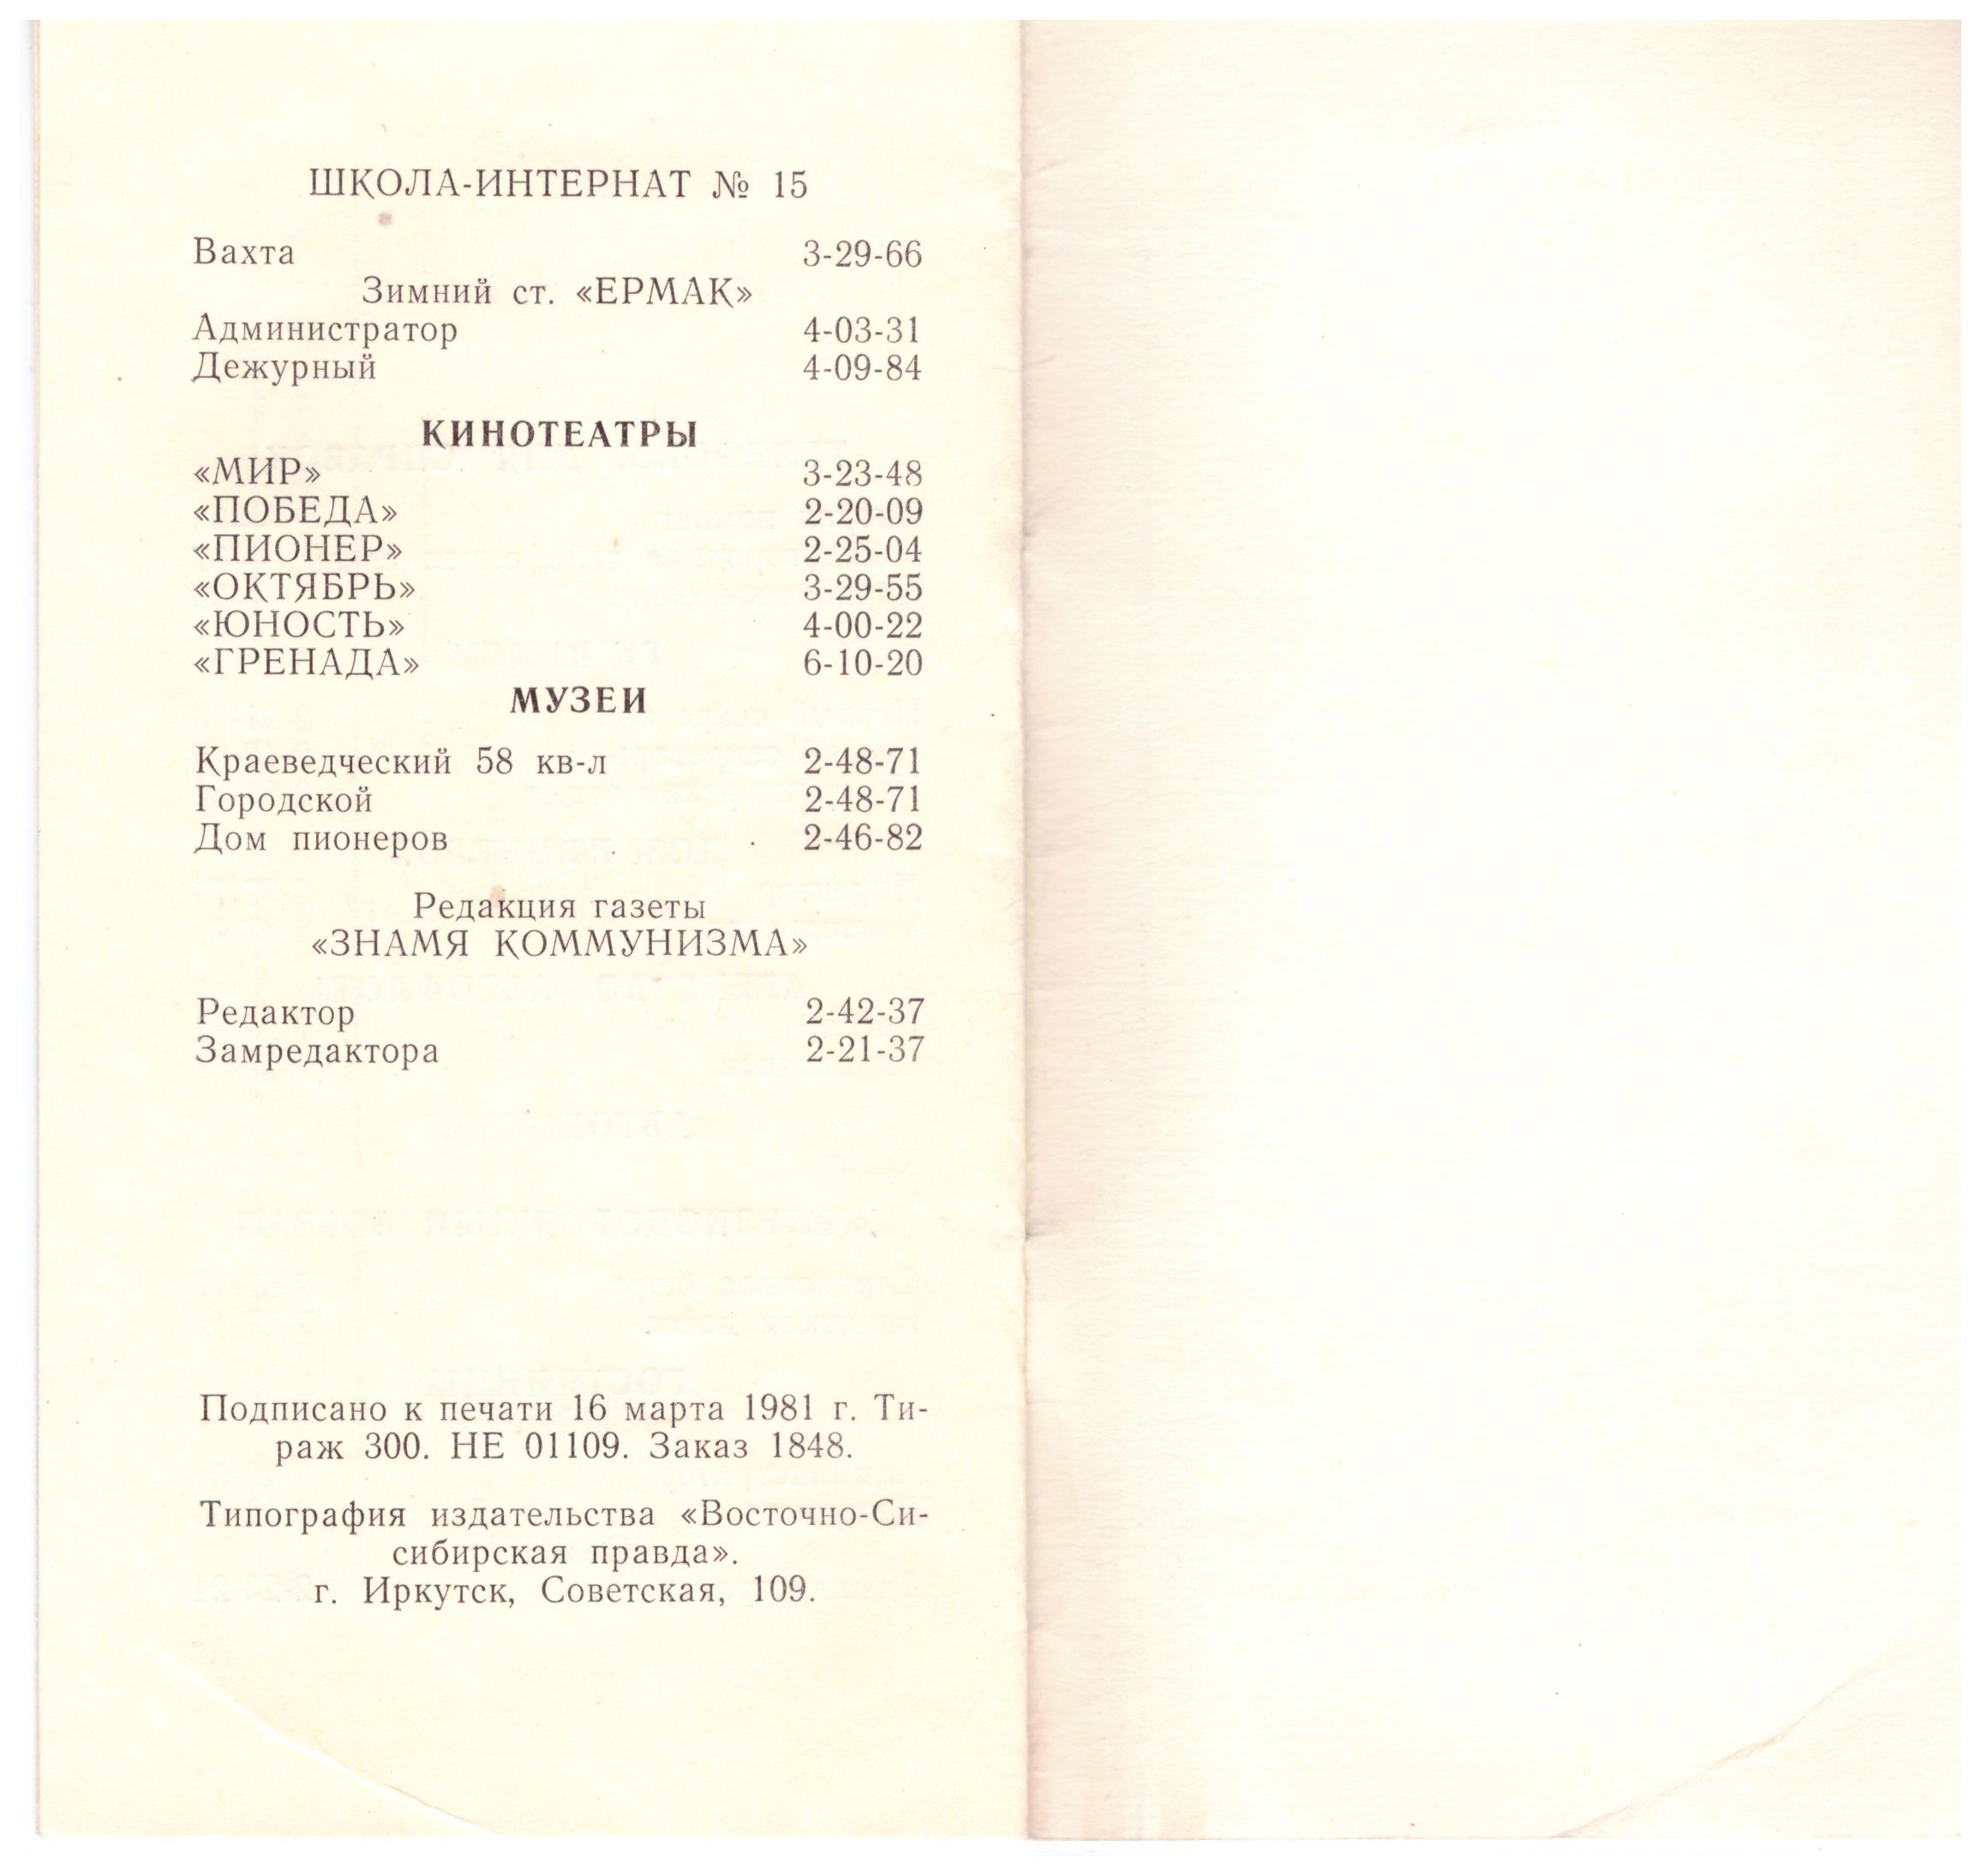 ШКОЛА-ИНТЕРНАТ № 15
Вахта 3-29-66
Зимний ст. «ЕРМАК»
Администратор 4-03-31
Дежурный 4-09-84
КИНОТЕАТРЫ
«МИР» 3-23-48
«ПОБЕДА» 2-20-09
«ПИОНЕР» 2-25-04
«ОКТЯБРЬ» 3-29-55
«ЮНОСТЬ» 4-00-22
«ГРЕНАДА» 6-10-20
МУЗЕИ
Краеведческий 58 кв-л 2-48-71
Городской 2-48-71
Дом пионеров 2-46-82
Редакция газеты
«ЗНАМЯ КОММУНИЗМА»
Редактор 2-42-37
Замредактора 2-21-37
Подписано к печати 16 марта 1981 г. Ти-
раж 300. НЕ 01109. Заказ 1848.
Типография издательства «Восточно-Си-
сибирская правда».
г. Иркутск, Советская, 109.